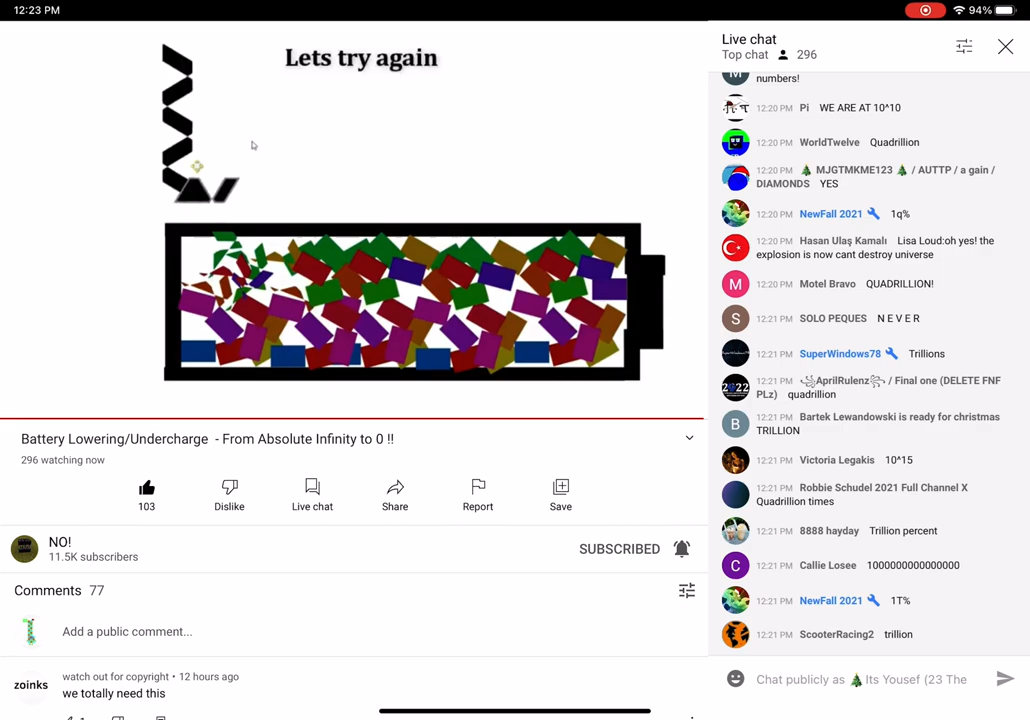 12:23 PM
94%
Lets try again
Live chat
Top chat 296
numbers!
12:20 PM Pi WE ARE AT 10^10
12:20 PM WorldTwelve Quadrillion
12:20 PM 🎄 MJGTMKME123 🎄 / AUTTP / a gain /
DIAMONDS YES
12:20 PM NewFall 2021 1q%
12:20 PM Hasan Ulaş Kamalı Lisa Loud:oh yes! the
explosion is now cant destroy universe
12:20 PM Motel Bravo QUADRILLION!
12:21 PM SOLO PEQUES N E V E R
12:21 PM SuperWindows78 Trillions
12:21 PM ꧁AprilRulenz꧂ / Final one (DELETE FNF
PLz) quadrillion
12:21 PM Bartek Lewandowski is ready for christmas
TRILLION
12:21 PM Victoria Legakis 10^15
12:21 PM Robbie Schudel 2021 Full Channel X
Quadrillion times
12:21 PM 8888 hayday Trillion percent
12:21 PM Callie Losee 1000000000000000
12:21 PM NewFall 2021 1T%
12:21 PM ScooterRacing2 trillion
Chat publicly as 🎄Its Yousef (23 The
Battery Lowering/Undercharge - From Absolute Infinity to 0 !!
296 watching now
103 Dislike Live chat Share Report Save
NO!
11.5K subscribers
SUBSCRIBED
Comments 77
Add a public comment...
zoinks
watch out for copyright • 12 hours ago
we totally need this